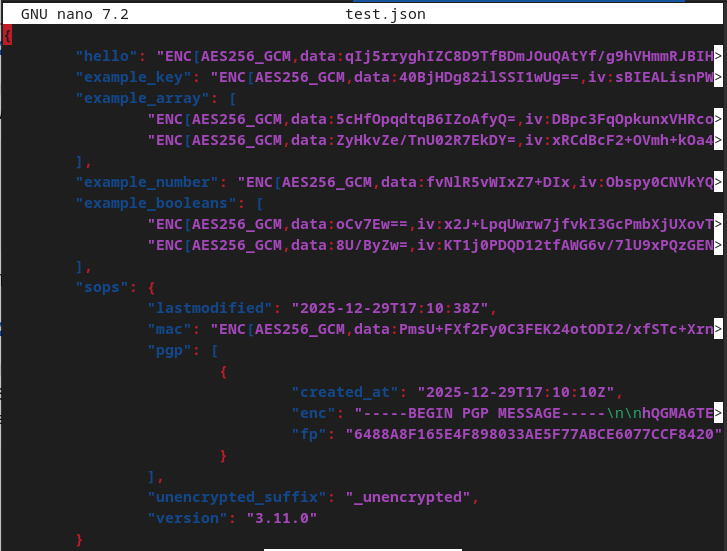 GNU nano 7.2 test.json
{
"hello": "ENC[AES256_GCM,data:qIj5rryghIZC8D9TfBDmJOuQAtYf/g9hVHmmRJBIH>
"example_key": "ENC[AES256_GCM,data:40BjHDg82ilSSI1wUg==,iv:sBIEALisnPW>
"example_array": [
"ENC[AES256_GCM,data:5cHfOpqdtqB6IZoAfyQ=,iv:DBpc3FqOpkunxVHRco>
"ENC[AES256_GCM,data:ZyHkvZe/TnU02R7EkDY=,iv:xRCdBcF2+OVmh+kOa4>
],
"example_number": "ENC[AES256_GCM,data:fvNlR5vWIxZ7+DIx,iv:Obspy0CNVkYQ>
"example_booleans": [
"ENC[AES256_GCM,data:oCv7Ew==,iv:x2J+LpqUwrw7jfvkI3GcPmbXjUXovT>
"ENC[AES256_GCM,data:8U/ByZw=,iv:KT1j0PDQD12tfAWG6v/7lU9xPQzGEN>
],
"sops": {
"lastmodified": "2025-12-29T17:10:38Z",
"mac": "ENC[AES256_GCM,data:PmsU+FXf2Fy0C3FEK24otODI2/xfSTc+Xrn>
"pgp": [
{
"created_at": "2025-12-29T17:10:10Z",
"enc": "-----BEGIN PGP MESSAGE-----\n\nhQGMA6TE>
"fp": "6488A8F165E4F898033AE5F77ABCE6077CCF8420"
}
],
"unencrypted_suffix": "_unencrypted",
"version": "3.11.0"
}